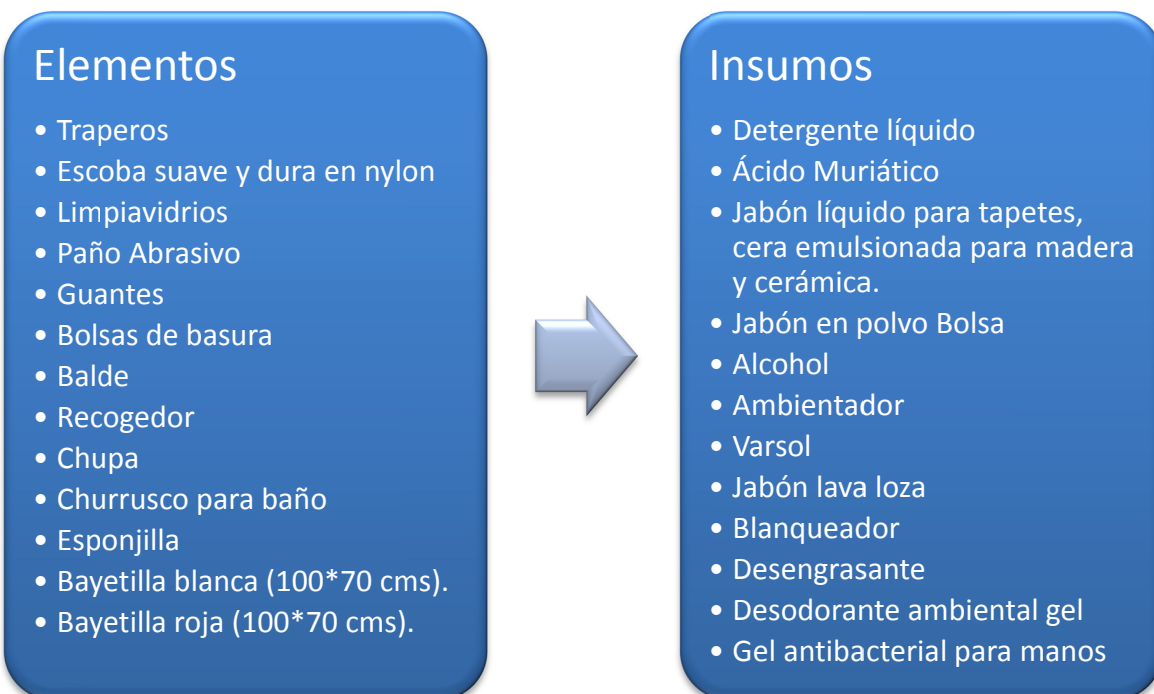 Elementos
• Traperos
• Escoba suave y dura en nylon
• Limpiavidrios
• Paño Abrasivo
• Guantes
• Bolsas de basura
• Balde
• Recogedor
• Chupa
• Churrusco para baño
• Esponjilla
• Bayetilla blanca (100*70 cms).
• Bayetilla roja (100*70 cms).
Insumos
• Detergente líquido
• Ácido Muriático
• Jabón líquido para tapetes,
cera emulsionada para madera
y cerámica.
• Jabón en polvo Bolsa
• Alcohol
• Ambientador
• Varsol
• Jabón lava loza
• Blanqueador
• Desengrasante
• Desodorante ambiental gel
• Gel antibacterial para manos